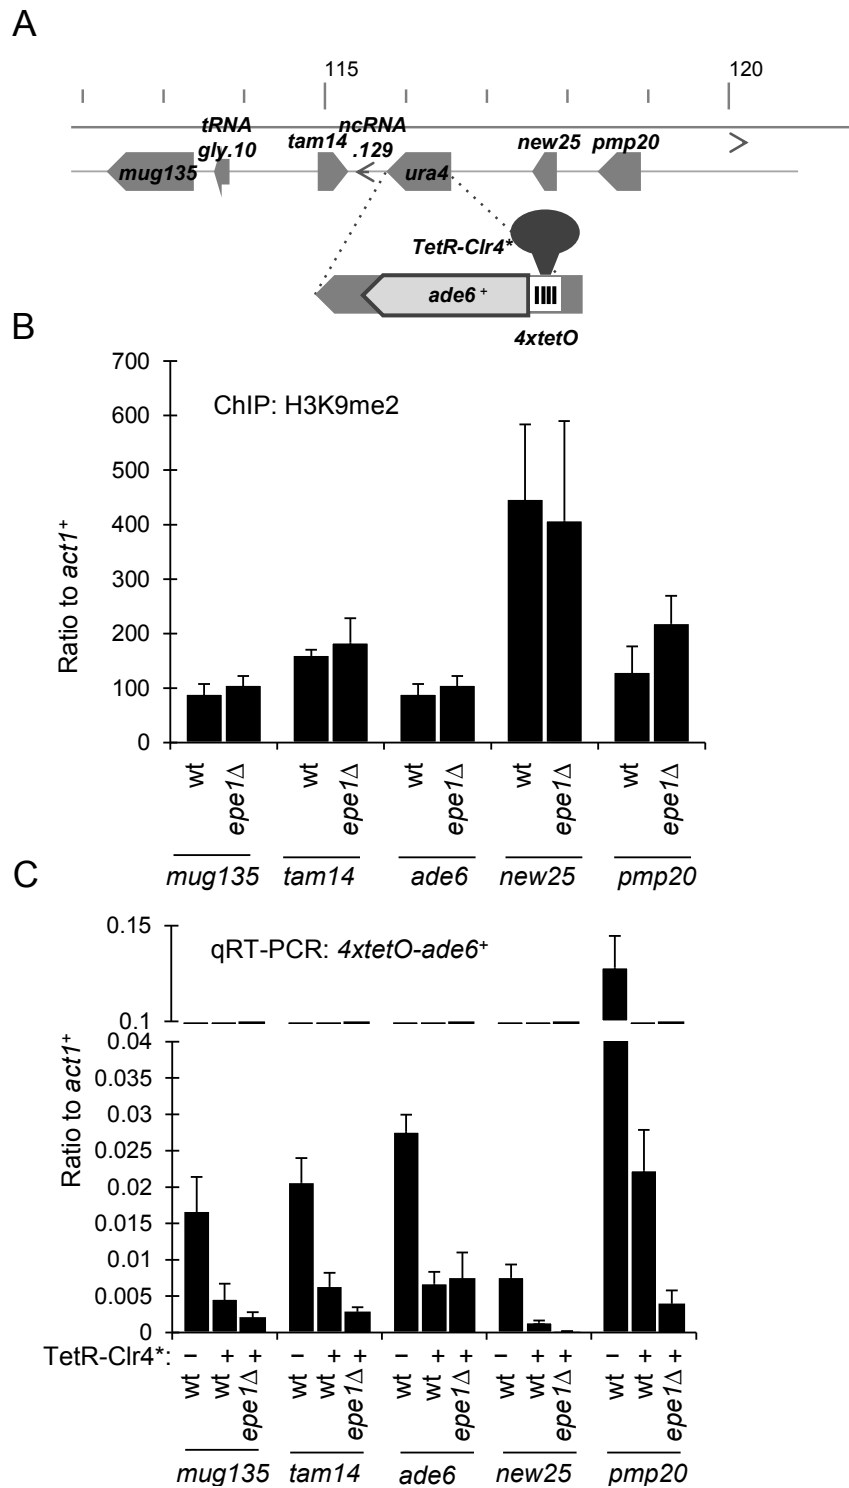 A
115 120
tRNA
gly.10
tam14
ncRNA
.129
new25
pmp20
mug135
ura4
TetR-Clr4*
ade6+
4xtetO
B
ChIP: H3K9me2
Ratio to act1+
700
600
500
400
300
200
100
0
wt epe1Δ wt epe1Δ wt epe1Δ wt epe1Δ wt epe1Δ
mug135 tam14 ade6 new25 pmp20
C
qRT-PCR: 4xtetO-ade6+
Ratio to act1+
0.15
0.1
0.04
0.035
0.03
0.025
0.02
0.015
0.01
0.005
0
TetR-Clr4*: – + + – + + – + + – + + – + +
wt wt epe1Δ wt wt epe1Δ wt wt epe1Δ wt wt epe1Δ wt wt epe1Δ
mug135 tam14 ade6 new25 pmp20